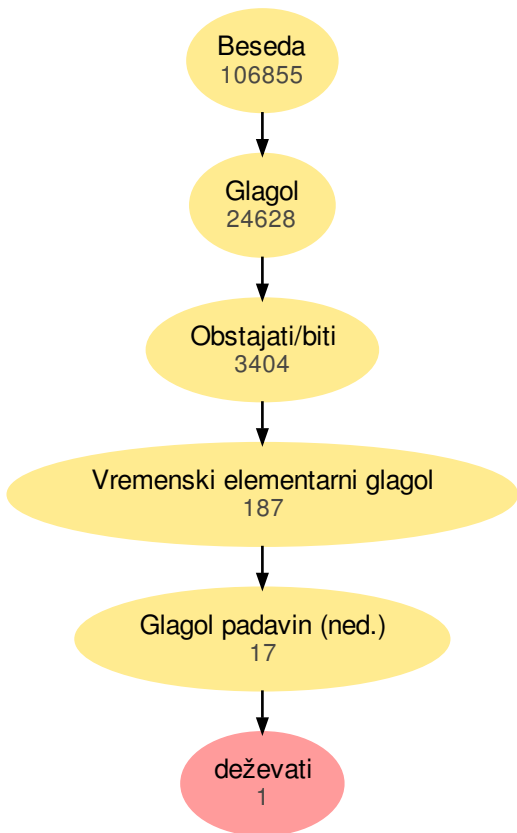 Beseda
106855
Glagol
24628
Obstajati/biti
3404
Vremenski elementarni glagol
187
Glagol padavin (ned.)
17
deževati
1